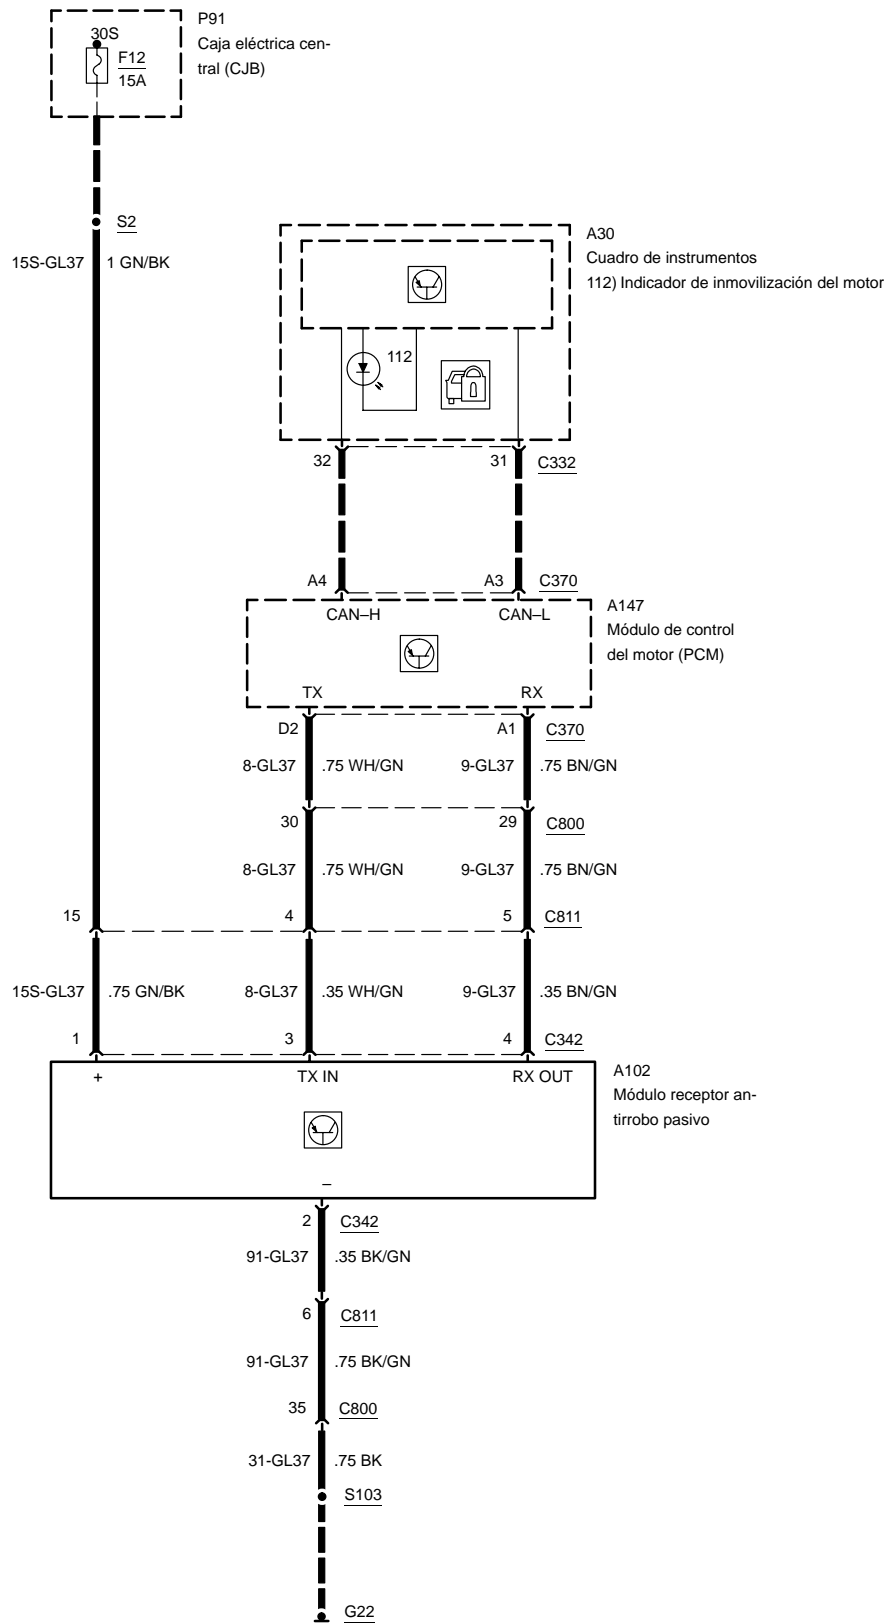 P91
Caja eléctrica cen-
tral (CJB)
30S
F12
15A
S2
15S-GL37 1 GN/BK
A30
Cuadro de instrumentos
112) Indicador de inmovilización del motor
112
32 31 C332
A4 A3 C370
CAN–H CAN–L
A147
Módulo de control
del motor (PCM)
TX RX
D2 A1 C370
8-GL37 .75 WH/GN 9-GL37 .75 BN/GN
30 29 C800
8-GL37 .75 WH/GN 9-GL37 .75 BN/GN
15 4 5 C811
15S-GL37 .75 GN/BK 8-GL37 .35 WH/GN 9-GL37 .35 BN/GN
1 3 4 C342
+ TX IN RX OUT
A102
Módulo receptor an-
tirrobo pasivo
–
2 C342
91-GL37 .35 BK/GN
6 C811
91-GL37 .75 BK/GN
35 C800
31-GL37 .75 BK
S103
G22